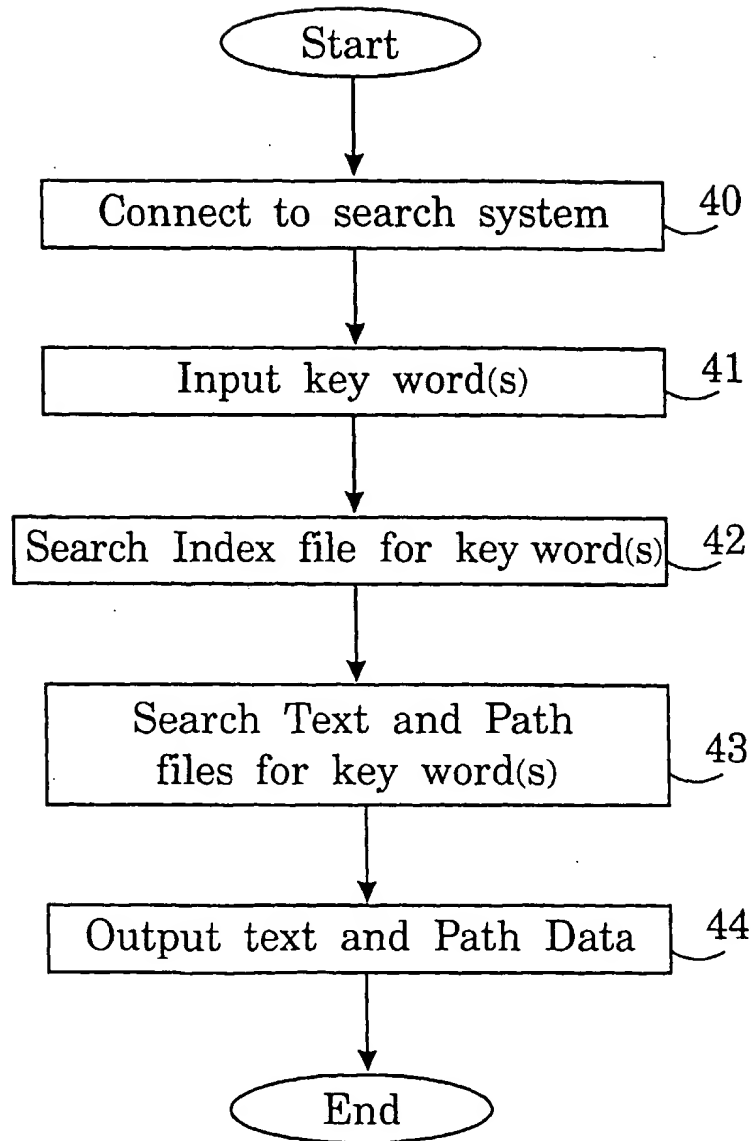 Start
Connect to search system
40
Input key word(s)
41
Search Index file for key word(s)
42
Search Text and Path
files for key word(s)
43
Output text and Path Data
44
End